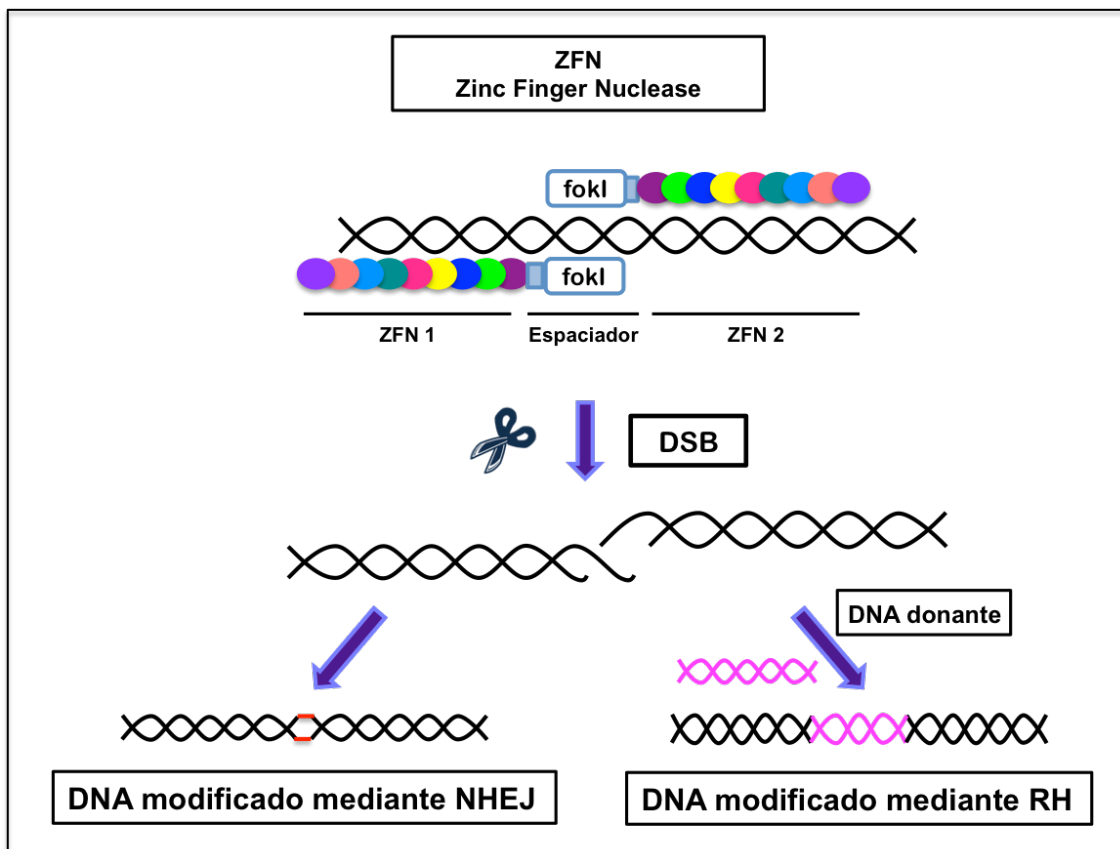 ZFN
Zinc Finger Nuclease
fokI
fokI
ZFN 1
Espaciador
ZFN 2
DSB
DNA donante
DNA modificado mediante NHEJ
DNA modificado mediante RH